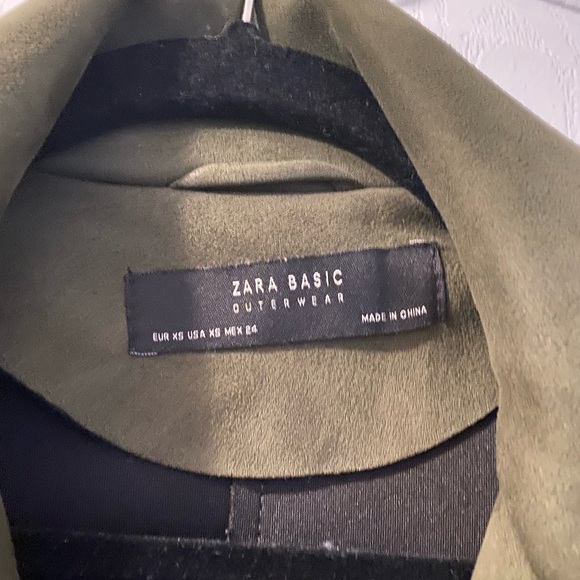 ZARA BASIC
OUTERWEAR
EUR XS USA XS MEX 24
MADE IN CHINA